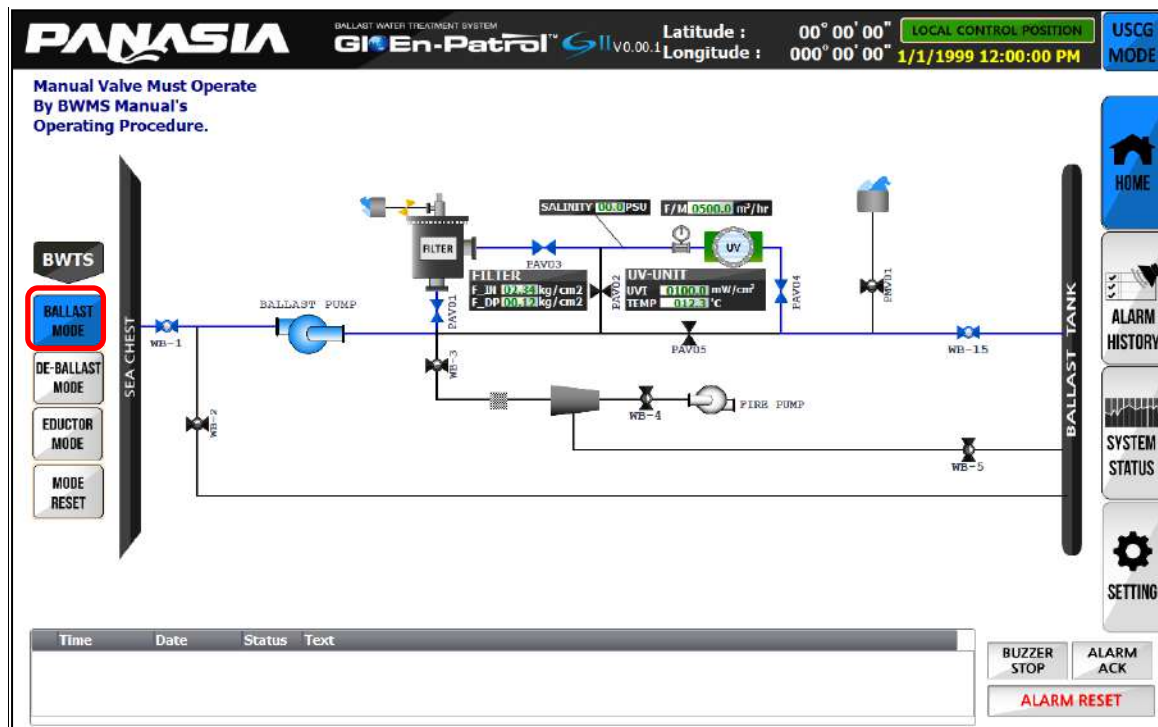 PANASIA
BALLAST WATER TREATMENT SYSTEM
GloEn-Patrol™ GII V0.00.1
Latitude : 00° 00' 00"
Longitude : 000° 00' 00"
LOCAL CONTROL POSITION
1/1/1999 12:00:00 PM
USCG
MODE
Manual Valve Must Operate
By BWMS Manual's
Operating Procedure.
HOME
SALINITY 00.0 PSU
F/M 0500.0 m³/hr
FILTER
UV
BWTS
PAV03
FILTER
F_IN 02.34 kg/cm2
F_DP 00.12 kg/cm2
PAV02
UV-UNIT
UVI 0100.0 mW/cm²
TEMP 012.3 'C
PAV04
PMV01
BALLAST
MODE
BALLAST PUMP
PAV01
ALARM
HISTORY
SEA CHEST
WB-1
PAV05
WB-15
BALLAST TANK
DE-BALLAST
MODE
WB-3
EDUCTOR
MODE
WB-2
WB-4
FIRE PUMP
SYSTEM
STATUS
WB-5
MODE
RESET
SETTING
Time Date Status Text
BUZZER
STOP
ALARM
ACK
ALARM RESET